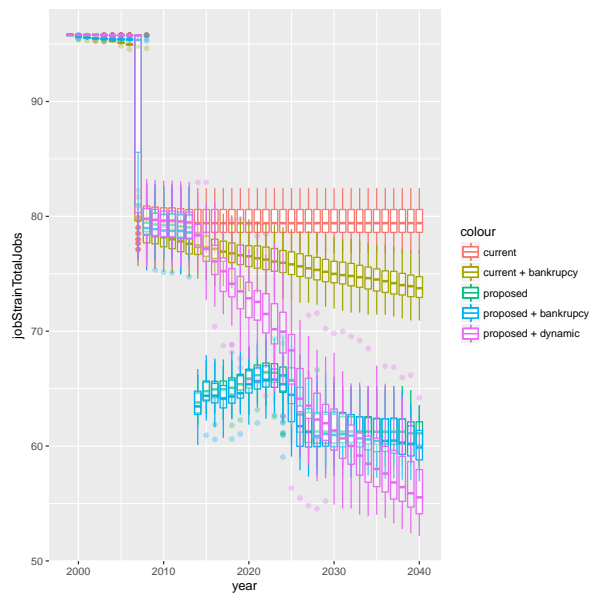 90
80
70
60
50
jobStrainTotalJobs
2000 2010 2020 2030 2040
year
colour
current
current + bankrupcy
proposed
proposed + bankrupcy
proposed + dynamic